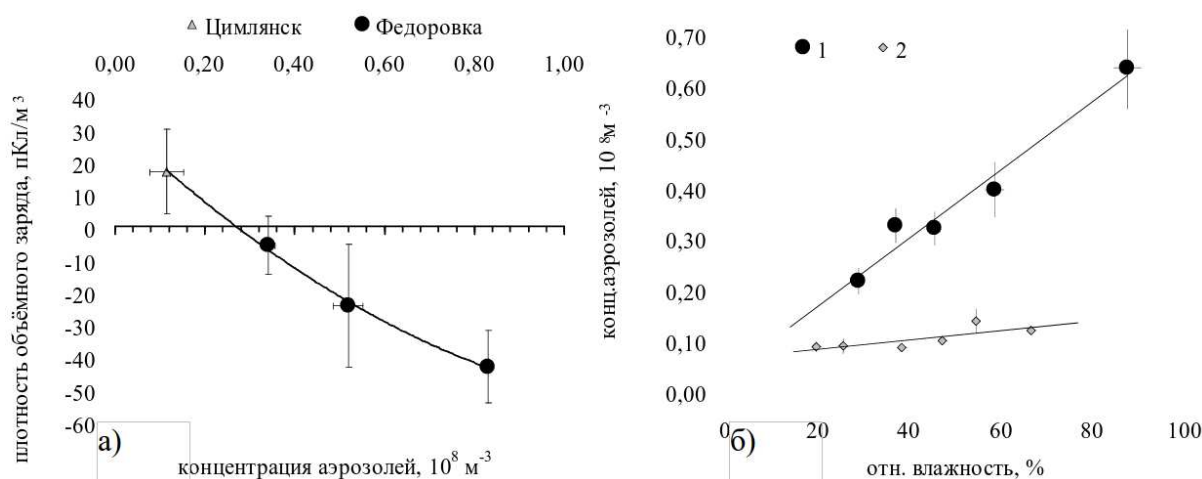 Цимлянск Федоровка
0,00 0,20 0,40 0,60 0,80 1,00
плотность объёмного заряда, пКл/м ³
40
30
20
10
0
-10
-20
-30
-40
-50
-60
а)
концентрация аэрозолей, 10⁸ м⁻³
1 2
конц.аэрозолей, 10 ⁸м ⁻³
0,70
0,60
0,50
0,40
0,30
0,20
0,10
0,00
0 20 40 60 80 100
б)
отн. влажность, %